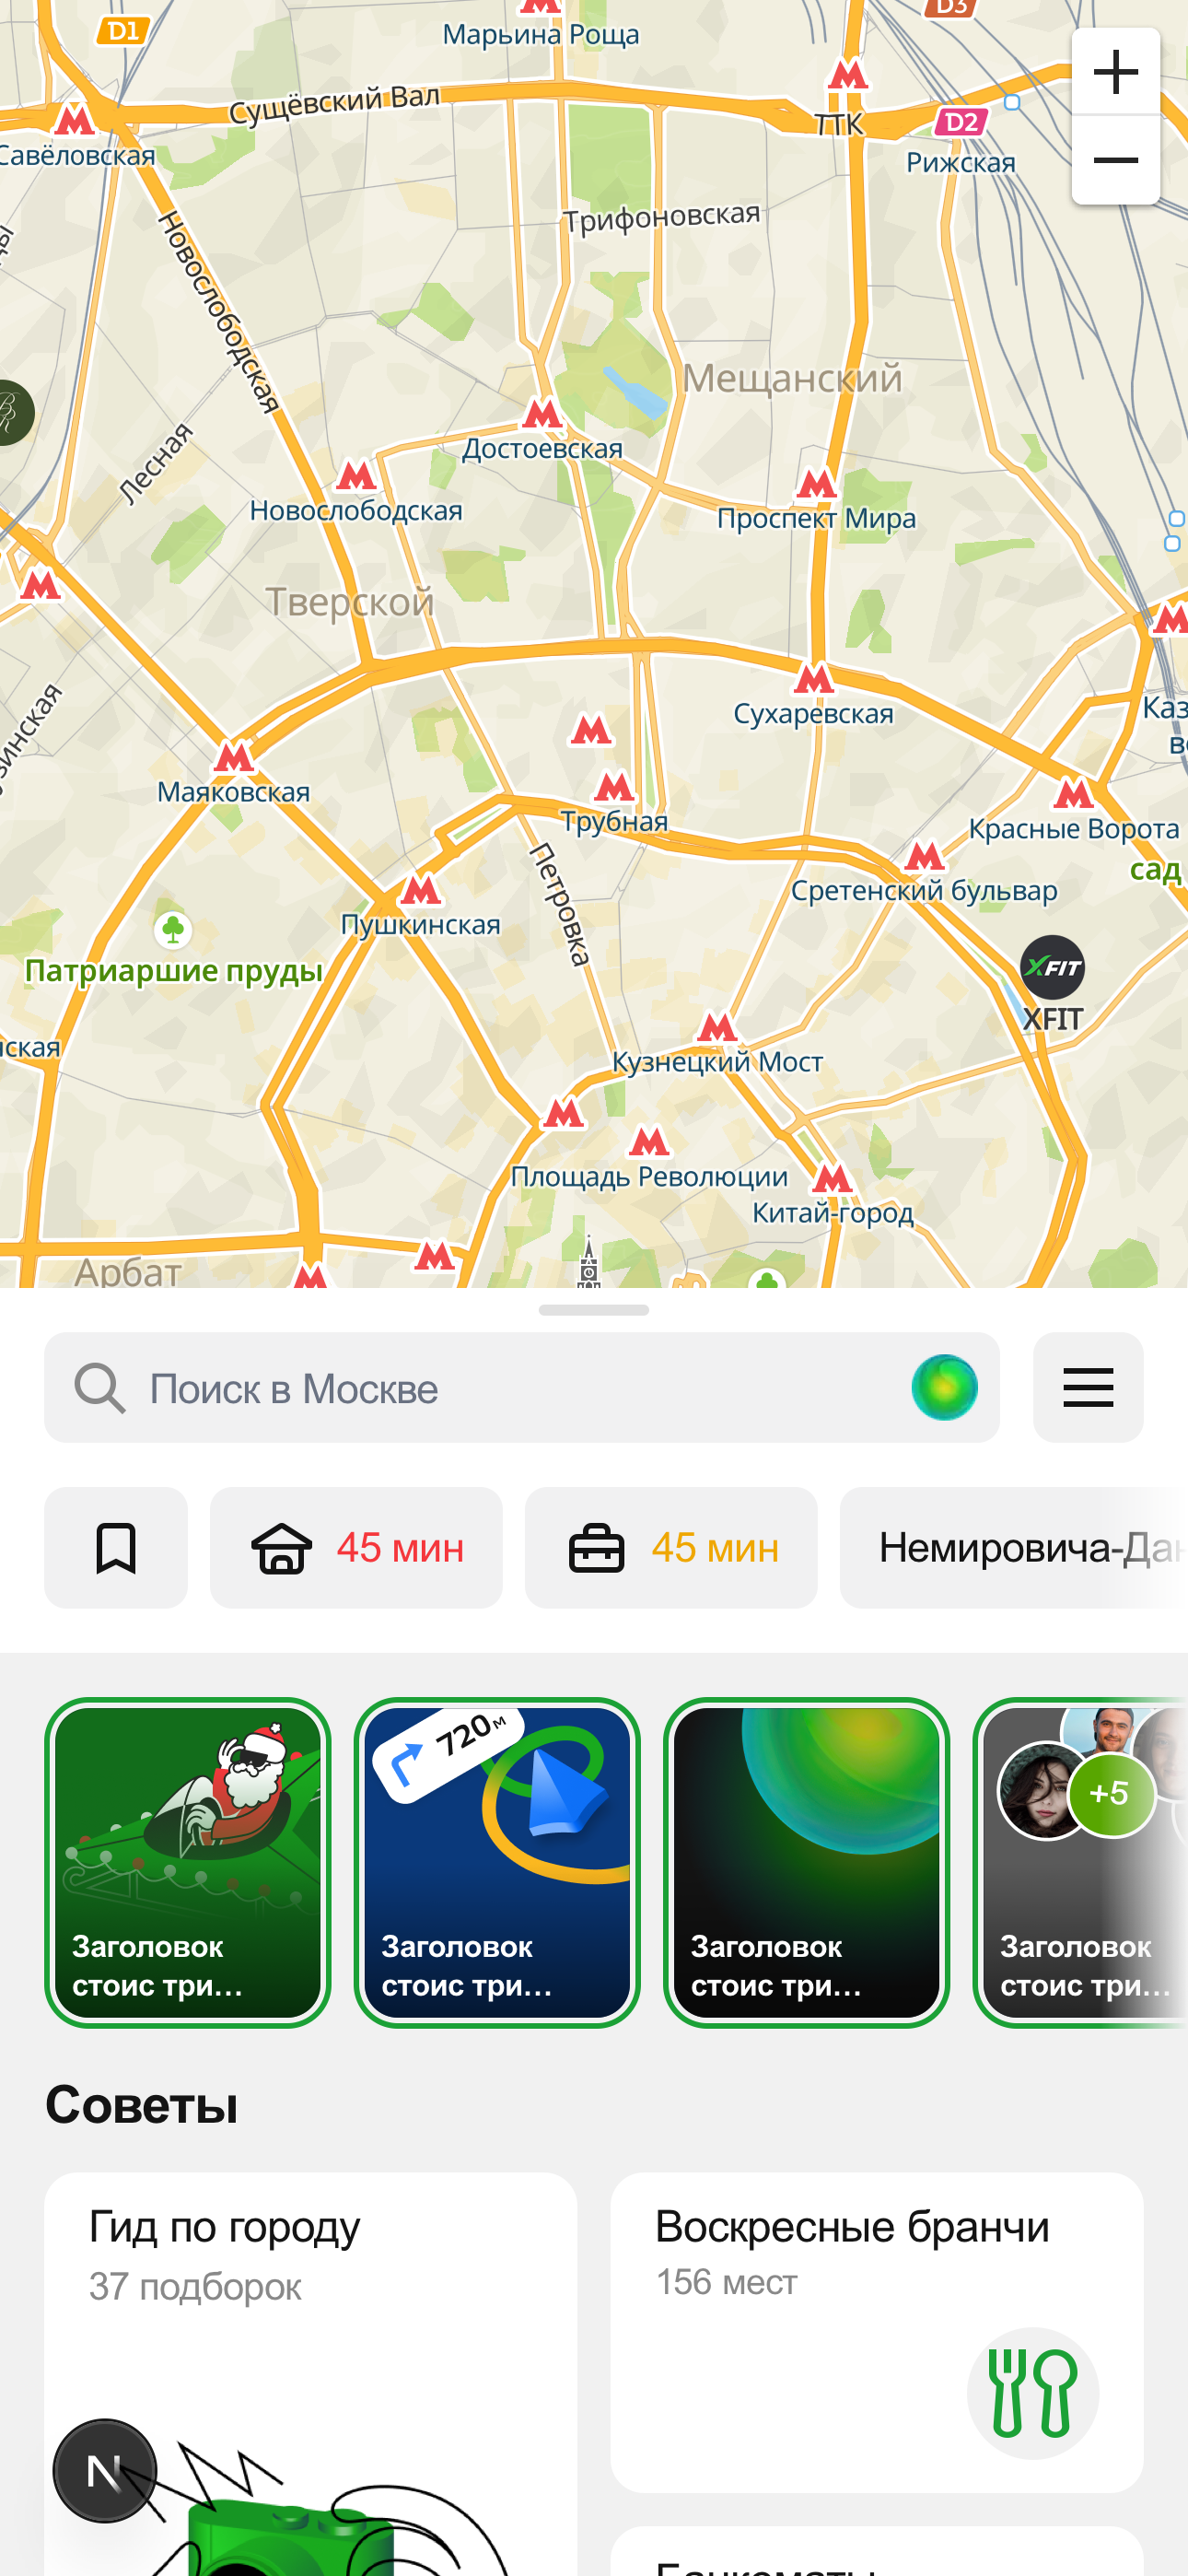 D1
Марьина Роща
D3
Сущёвский Вал
ТТК
D2
Савёловская
Рижская
Трифоновская
Новослободская
Мещанский
Лесная
Достоевская
Новослободская
Проспект Мира
Тверской
Сухаревская
Каз
Маяковская
Трубная
Красные Ворота
сад
Петровка
Сретенский бульвар
Пушкинская
Патриаршие пруды
XFIT
XFIT
Кузнецкий Мост
Площадь Революции
Китай-город
Арбат
Поиск в Москве
45 мин
45 мин
Немировича-Дан
720м
+5
Заголовок
стоис три...
Заголовок
стоис три...
Заголовок
стоис три...
Заголовок
стоис три...
Советы
Гид по городу
37 подборок
Воскресные бранчи
156 мест
N
Банкоматы